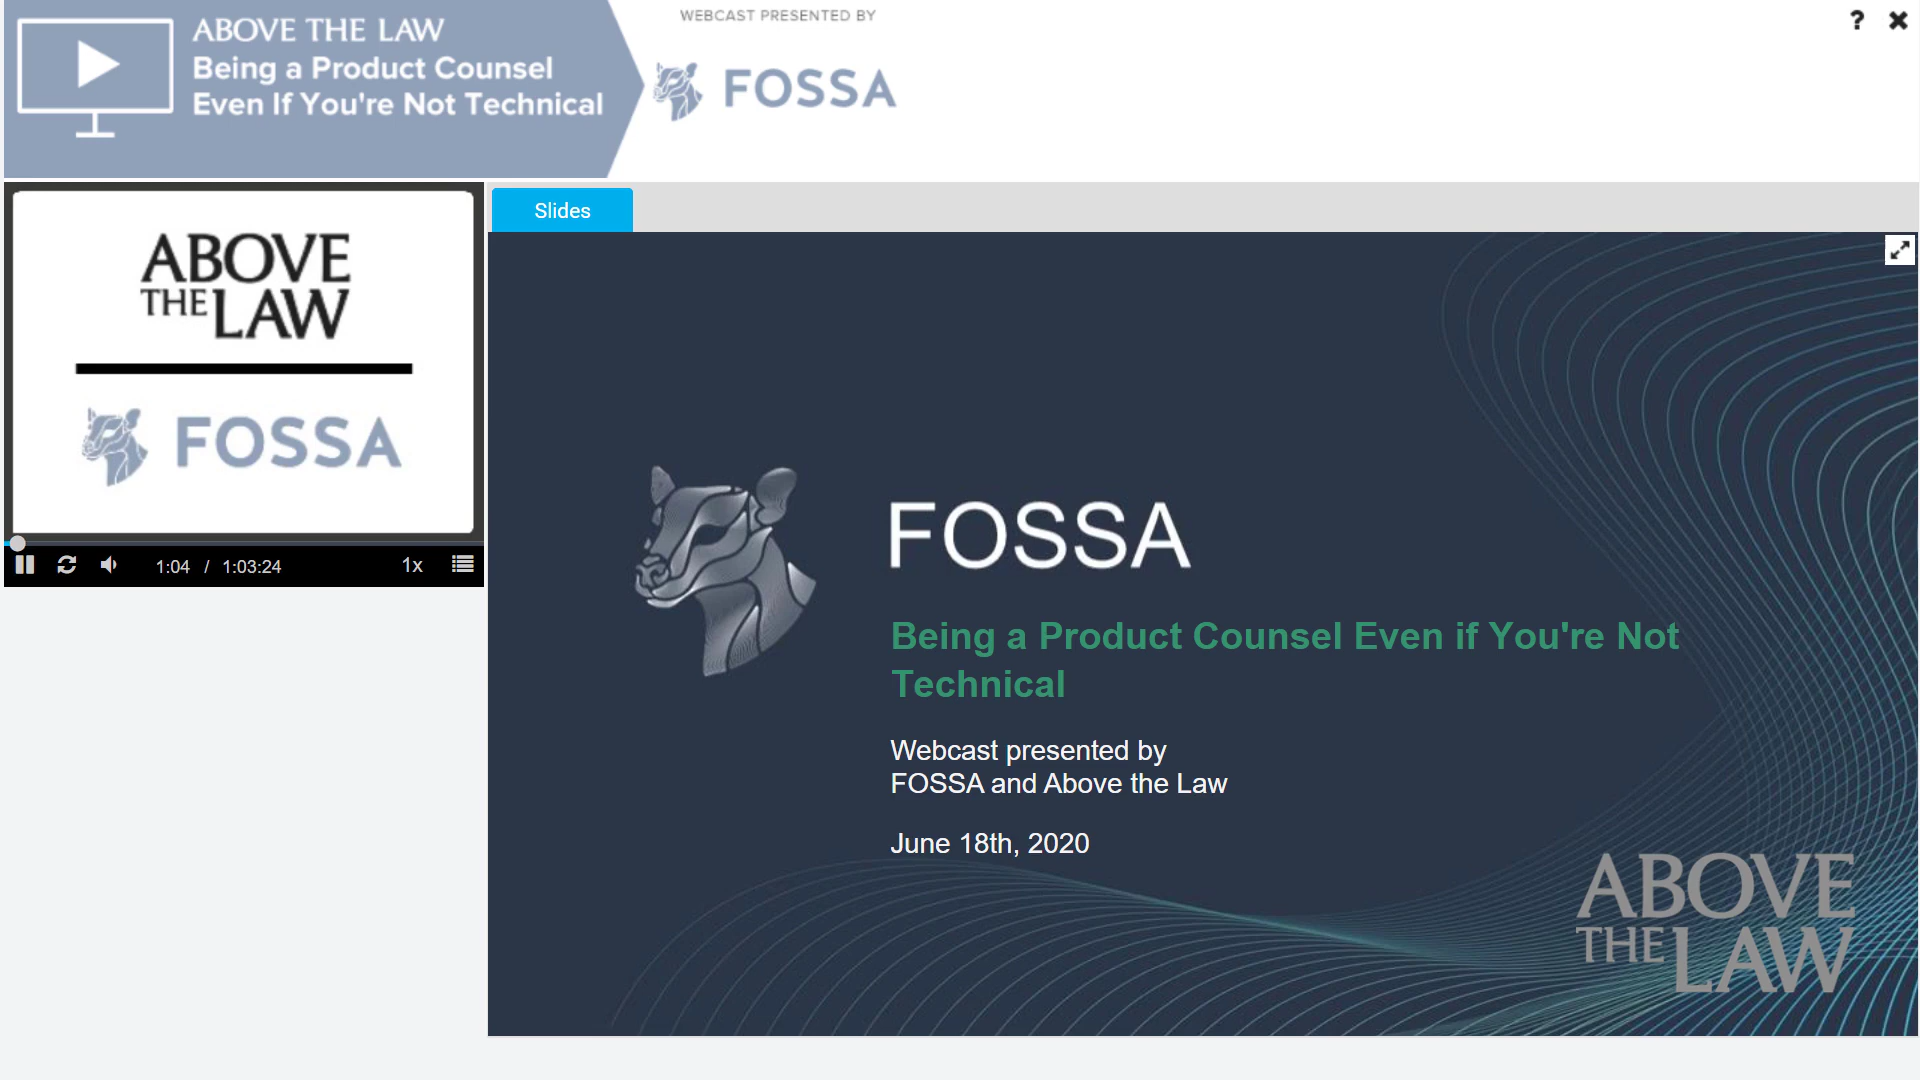 ABOVE THE LAW
Being a Product Counsel
Even If You're Not Technical
WEBCAST PRESENTED BY
FOSSA
?
ABOVE
THE LAW
FOSSA
1:04 / 1:03:24
1x
Slides
FOSSA
Being a Product Counsel Even if You're Not
Technical
Webcast presented by
FOSSA and Above the Law
June 18th, 2020
ABOVE
THE LAW